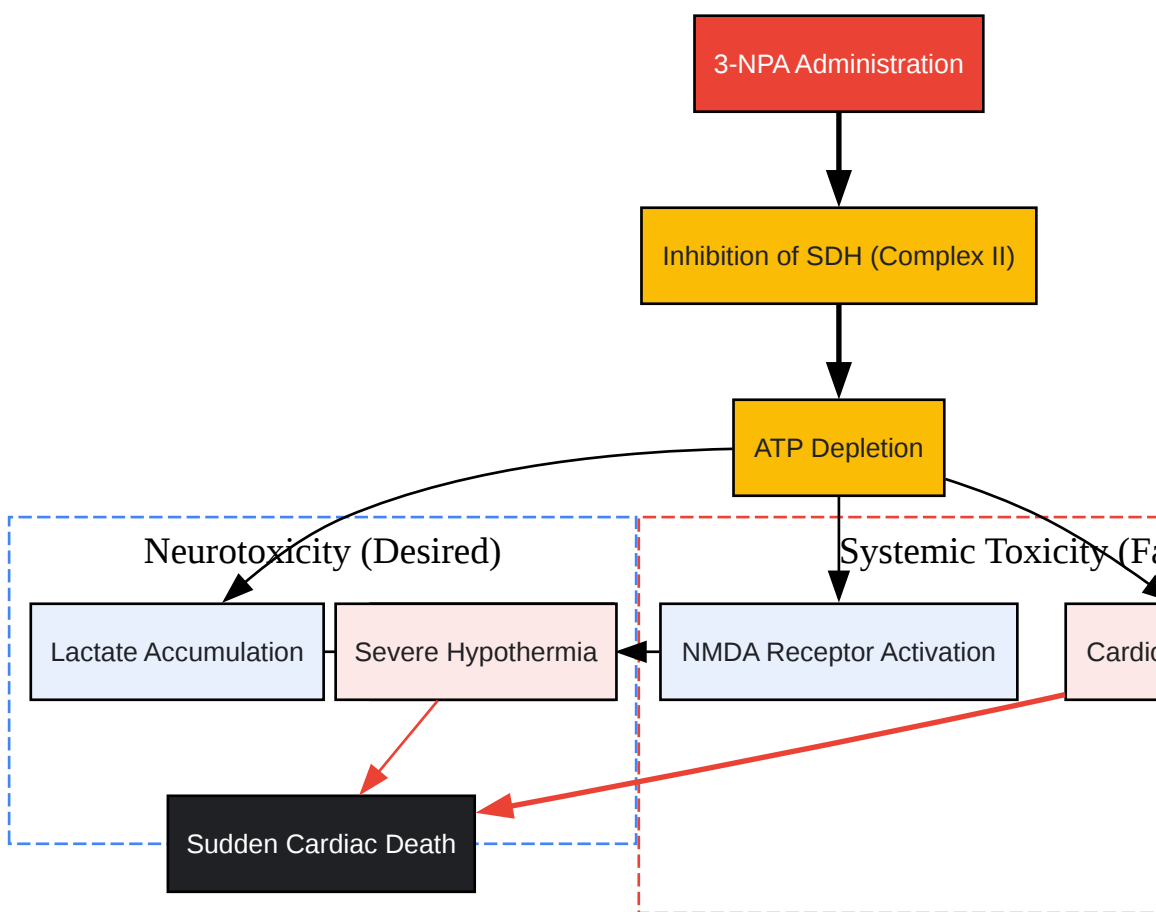 3-NPA Administration
Inhibition of SDH (Complex II)
ATP Depletion
Neurotoxicity (Desired)
Systemic Toxicity
Lactate Accumulation
Severe Hypothermia
NMDA Receptor Activation
Sudden Cardiac Death